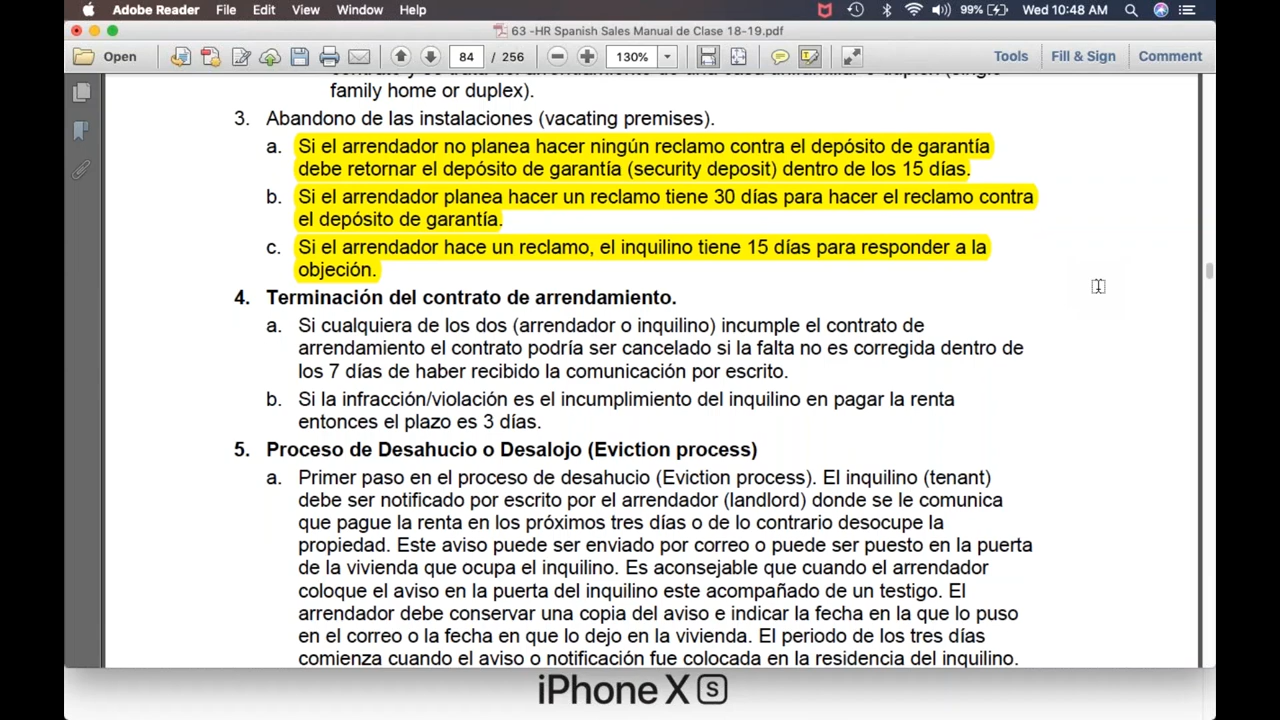 Adobe Reader File Edit View Window Help 99% Wed 10:48 AM
63 -HR Spanish Sales Manual de Clase 18-19.pdf
Open 84 / 256 130% Tools Fill & Sign Comment
family home or duplex).
3. Abandono de las instalaciones (vacating premises).
a. Si el arrendador no planea hacer ningún reclamo contra el depósito de garantía
debe retornar el depósito de garantía (security deposit) dentro de los 15 días.
b. Si el arrendador planea hacer un reclamo tiene 30 días para hacer el reclamo contra
el depósito de garantía.
c. Si el arrendador hace un reclamo, el inquilino tiene 15 días para responder a la
objeción.
4. Terminación del contrato de arrendamiento.
a. Si cualquiera de los dos (arrendador o inquilino) incumple el contrato de
arrendamiento el contrato podría ser cancelado si la falta no es corregida dentro de
los 7 días de haber recibido la comunicación por escrito.
b. Si la infracción/violación es el incumplimiento del inquilino en pagar la renta
entonces el plazo es 3 días.
5. Proceso de Desahucio o Desalojo (Eviction process)
a. Primer paso en el proceso de desahucio (Eviction process). El inquilino (tenant)
debe ser notificado por escrito por el arrendador (landlord) donde se le comunica
que pague la renta en los próximos tres días o de lo contrario desocupe la
propiedad. Este aviso puede ser enviado por correo o puede ser puesto en la puerta
de la vivienda que ocupa el inquilino. Es aconsejable que cuando el arrendador
coloque el aviso en la puerta del inquilino este acompañado de un testigo. El
arrendador debe conservar una copia del aviso e indicar la fecha en la que lo puso
en el correo o la fecha en que lo dejo en la vivienda. El periodo de los tres días
comienza cuando el aviso o notificación fue colocada en la residencia del inquilino.
iPhone XS